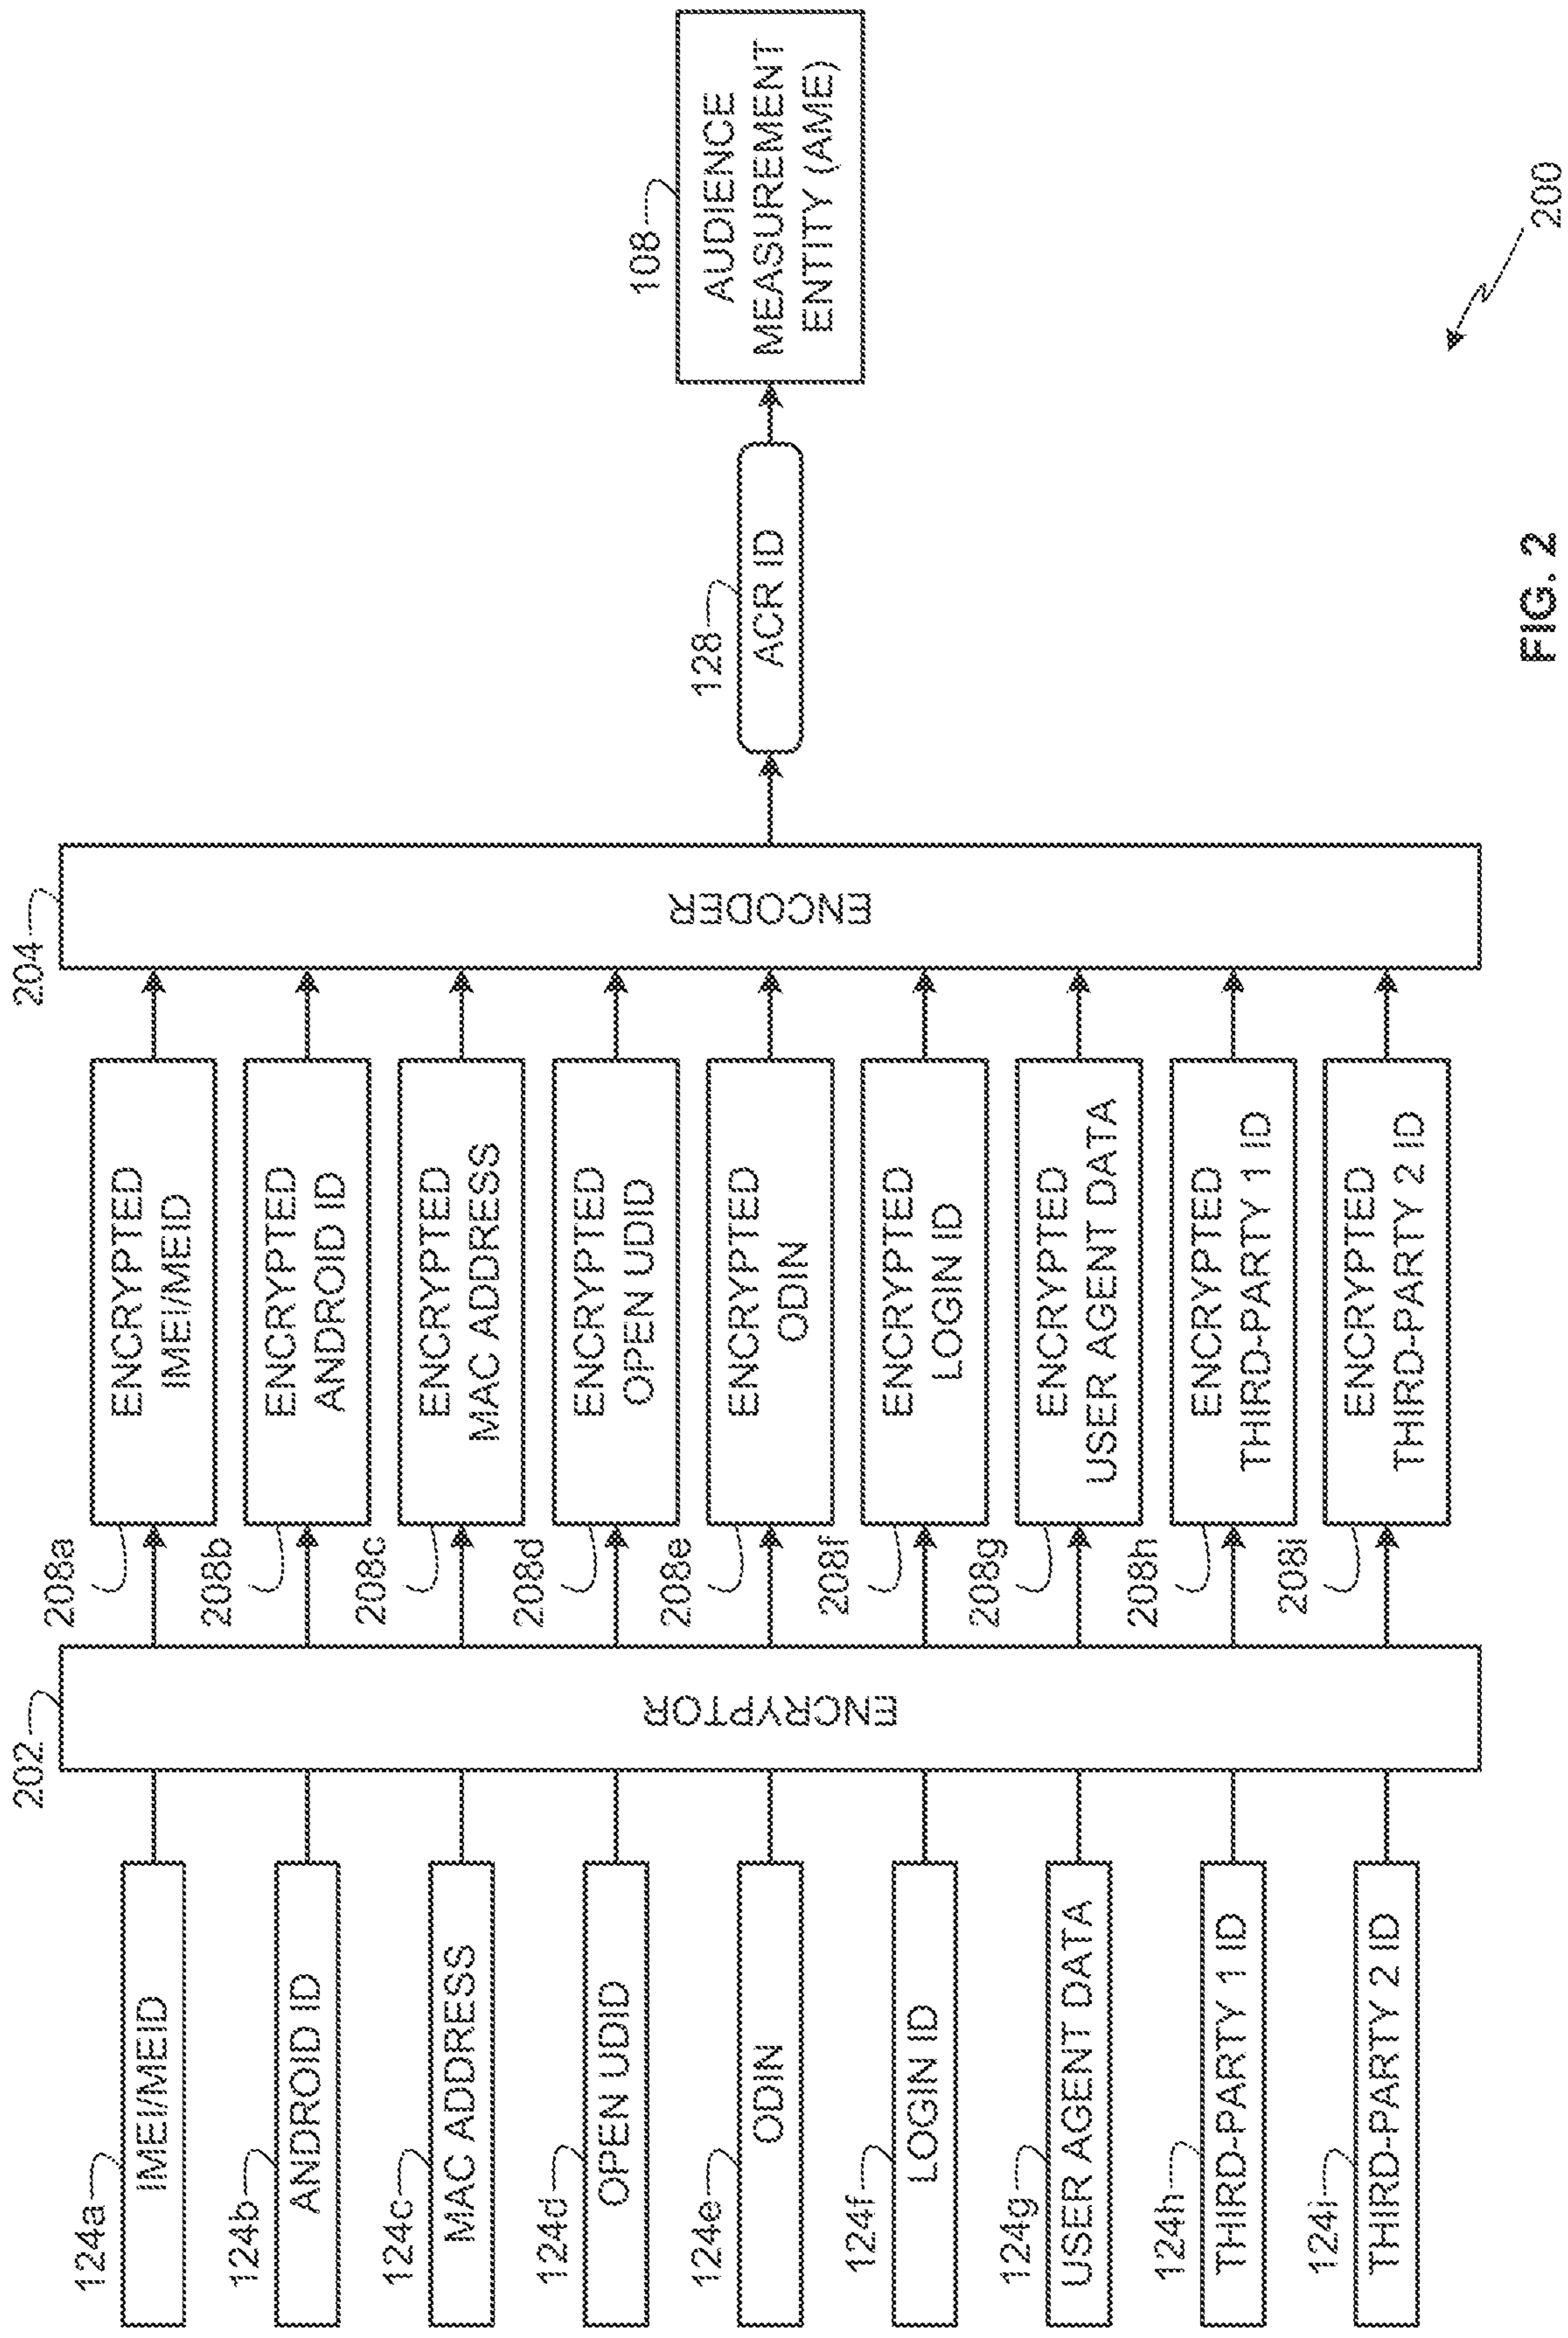 124a
IMEI/MEID
124b
ANDROID ID
124c
MAC ADDRESS
124d
OPEN UDID
124e
ODIN
124f
LOGIN ID
124g
USER AGENT DATA
124h
THIRD-PARTY 1 ID
124i
THIRD-PARTY 2 ID
202
ENCRYPTOR
208a
ENCRYPTED
IMEI/MEID
208b
ENCRYPTED
ANDROID ID
208c
ENCRYPTED
MAC ADDRESS
208d
ENCRYPTED
OPEN UDID
208e
ENCRYPTED
ODIN
208f
ENCRYPTED
LOGIN ID
208g
ENCRYPTED
USER AGENT DATA
208h
ENCRYPTED
THIRD-PARTY 1 ID
208i
ENCRYPTED
THIRD-PARTY 2 ID
204
ENCODER
128
ACR ID
108
AUDIENCE
MEASUREMENT
ENTITY (AME)
200
FIG. 2